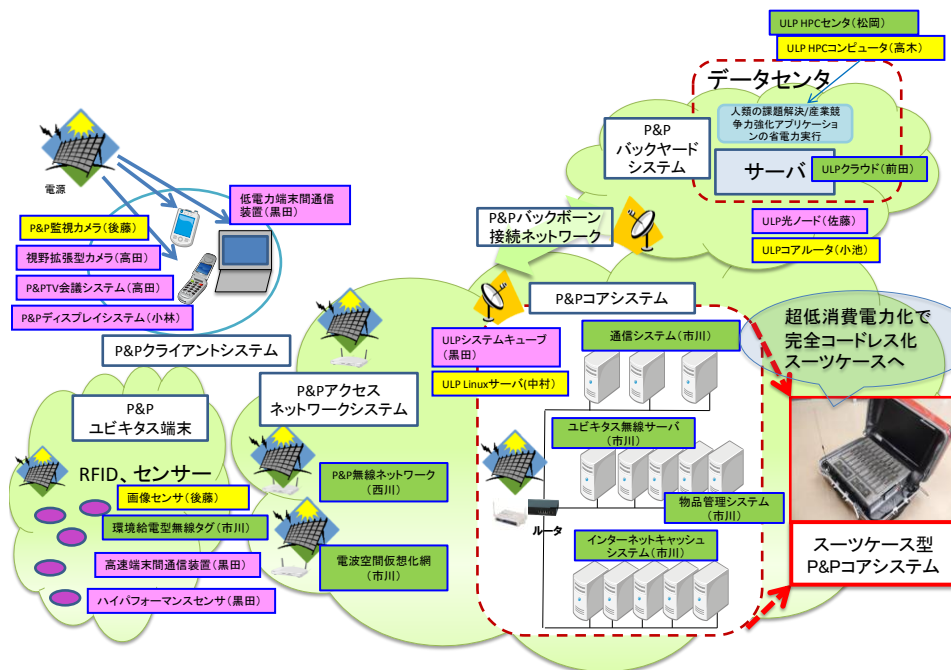 ULP HPCセンタ(松岡)
ULP HPCコンピュータ(高木)
データセンタ
人類の課題解決/産業競
争力強化アプリケーショ
ンの省電力実行
P&P
バックヤード
システム
サーバ
ULPクラウド(前田)
電源
低電力端末間通信
装置(黒田)
P&P監視カメラ(後藤)
視野拡張型カメラ(高田)
P&PTV会議システム(高田)
P&Pディスプレイシステム(小林)
P&Pクライアントシステム
P&Pバックボーン
接続ネットワーク
ULP光ノード(佐藤)
ULPコアルータ(小池)
P&Pコアシステム
超低消費電力化で
完全コードレス化
スーツケースへ
ULPシステムキューブ
(黒田)
ULP Linuxサーバ(中村)
通信システム(市川)
P&Pアクセス
ネットワークシステム
P&P
ユビキタス端末
ユビキタス無線サーバ
(市川)
RFID、センサー
画像センサ(後藤)
環境給電型無線タグ(市川)
高速端末間通信装置(黒田)
ハイパフォーマンスセンサ(黒田)
P&P無線ネットワーク
(西川)
電波空間仮想化網
(市川)
ルータ
物品管理システム
(市川)
インターネットキャッシュ
システム(市川)
スーツケース型
P&Pコアシステム